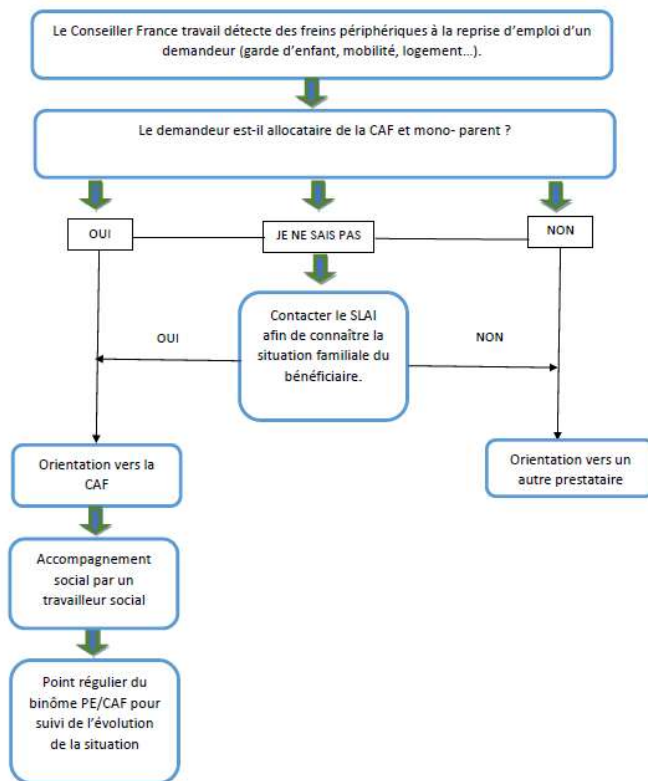 Le Conseiller France travail détecte des freins périphériques à la reprise d'emploi d'un
demandeur (garde d'enfant, mobilité, logement…).
Le demandeur est-il allocataire de la CAF et mono- parent ?
OUI
JE NE SAIS PAS
NON
Contacter le SLAI
afin de connaître la
situation familiale du
bénéficiaire.
OUI
NON
Orientation vers la
CAF
Orientation vers un
autre prestataire
Accompagnement
social par un
travailleur social
Point régulier du
binôme PE/CAF pour
suivi de l'évolution
de la situation